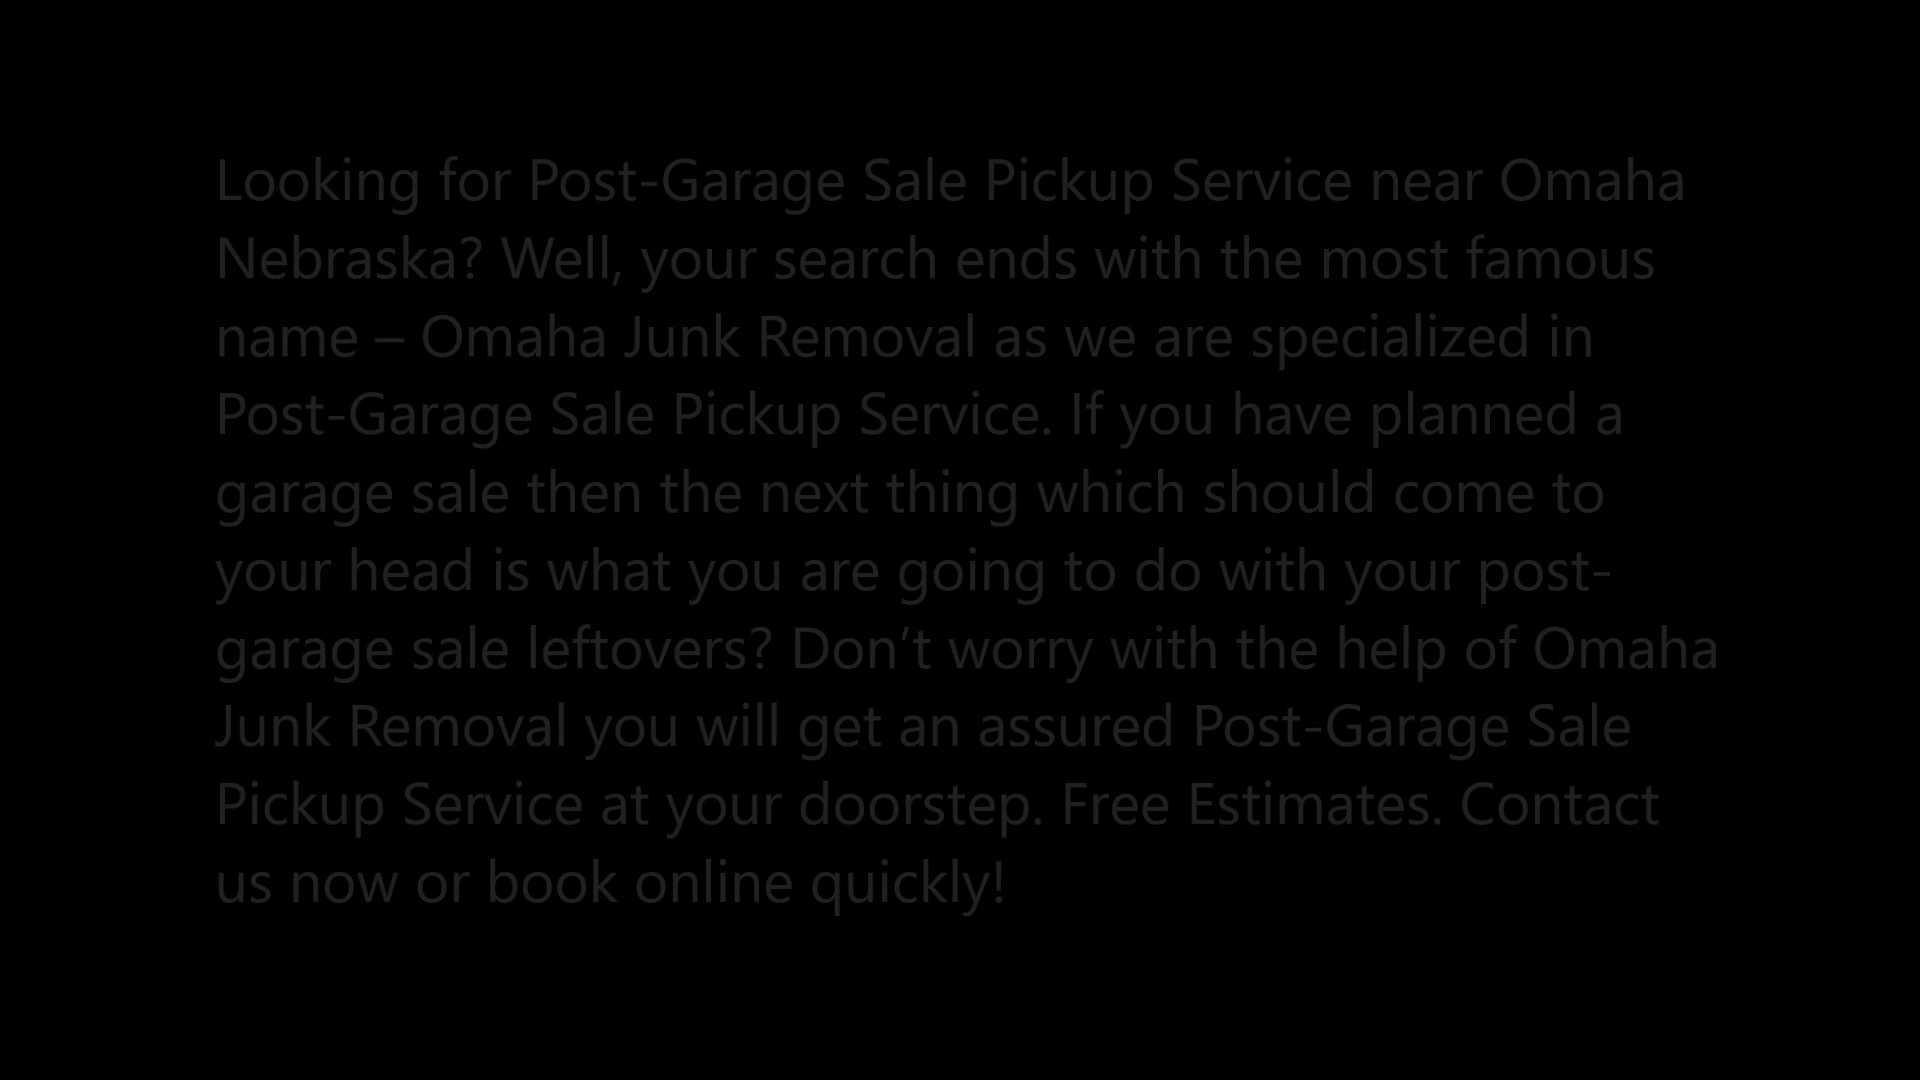 Looking for Post-Garage Sale Pickup Service near Omaha
Nebraska? Well, your search ends with the most famous
name – Omaha Junk Removal as we are specialized in
Post-Garage Sale Pickup Service. If you have planned a
garage sale then the next thing which should come to
your head is what you are going to do with your post-
garage sale leftovers? Don’t worry with the help of Omaha
Junk Removal you will get an assured Post-Garage Sale
Pickup Service at your doorstep. Free Estimates. Contact
us now or book online quickly!